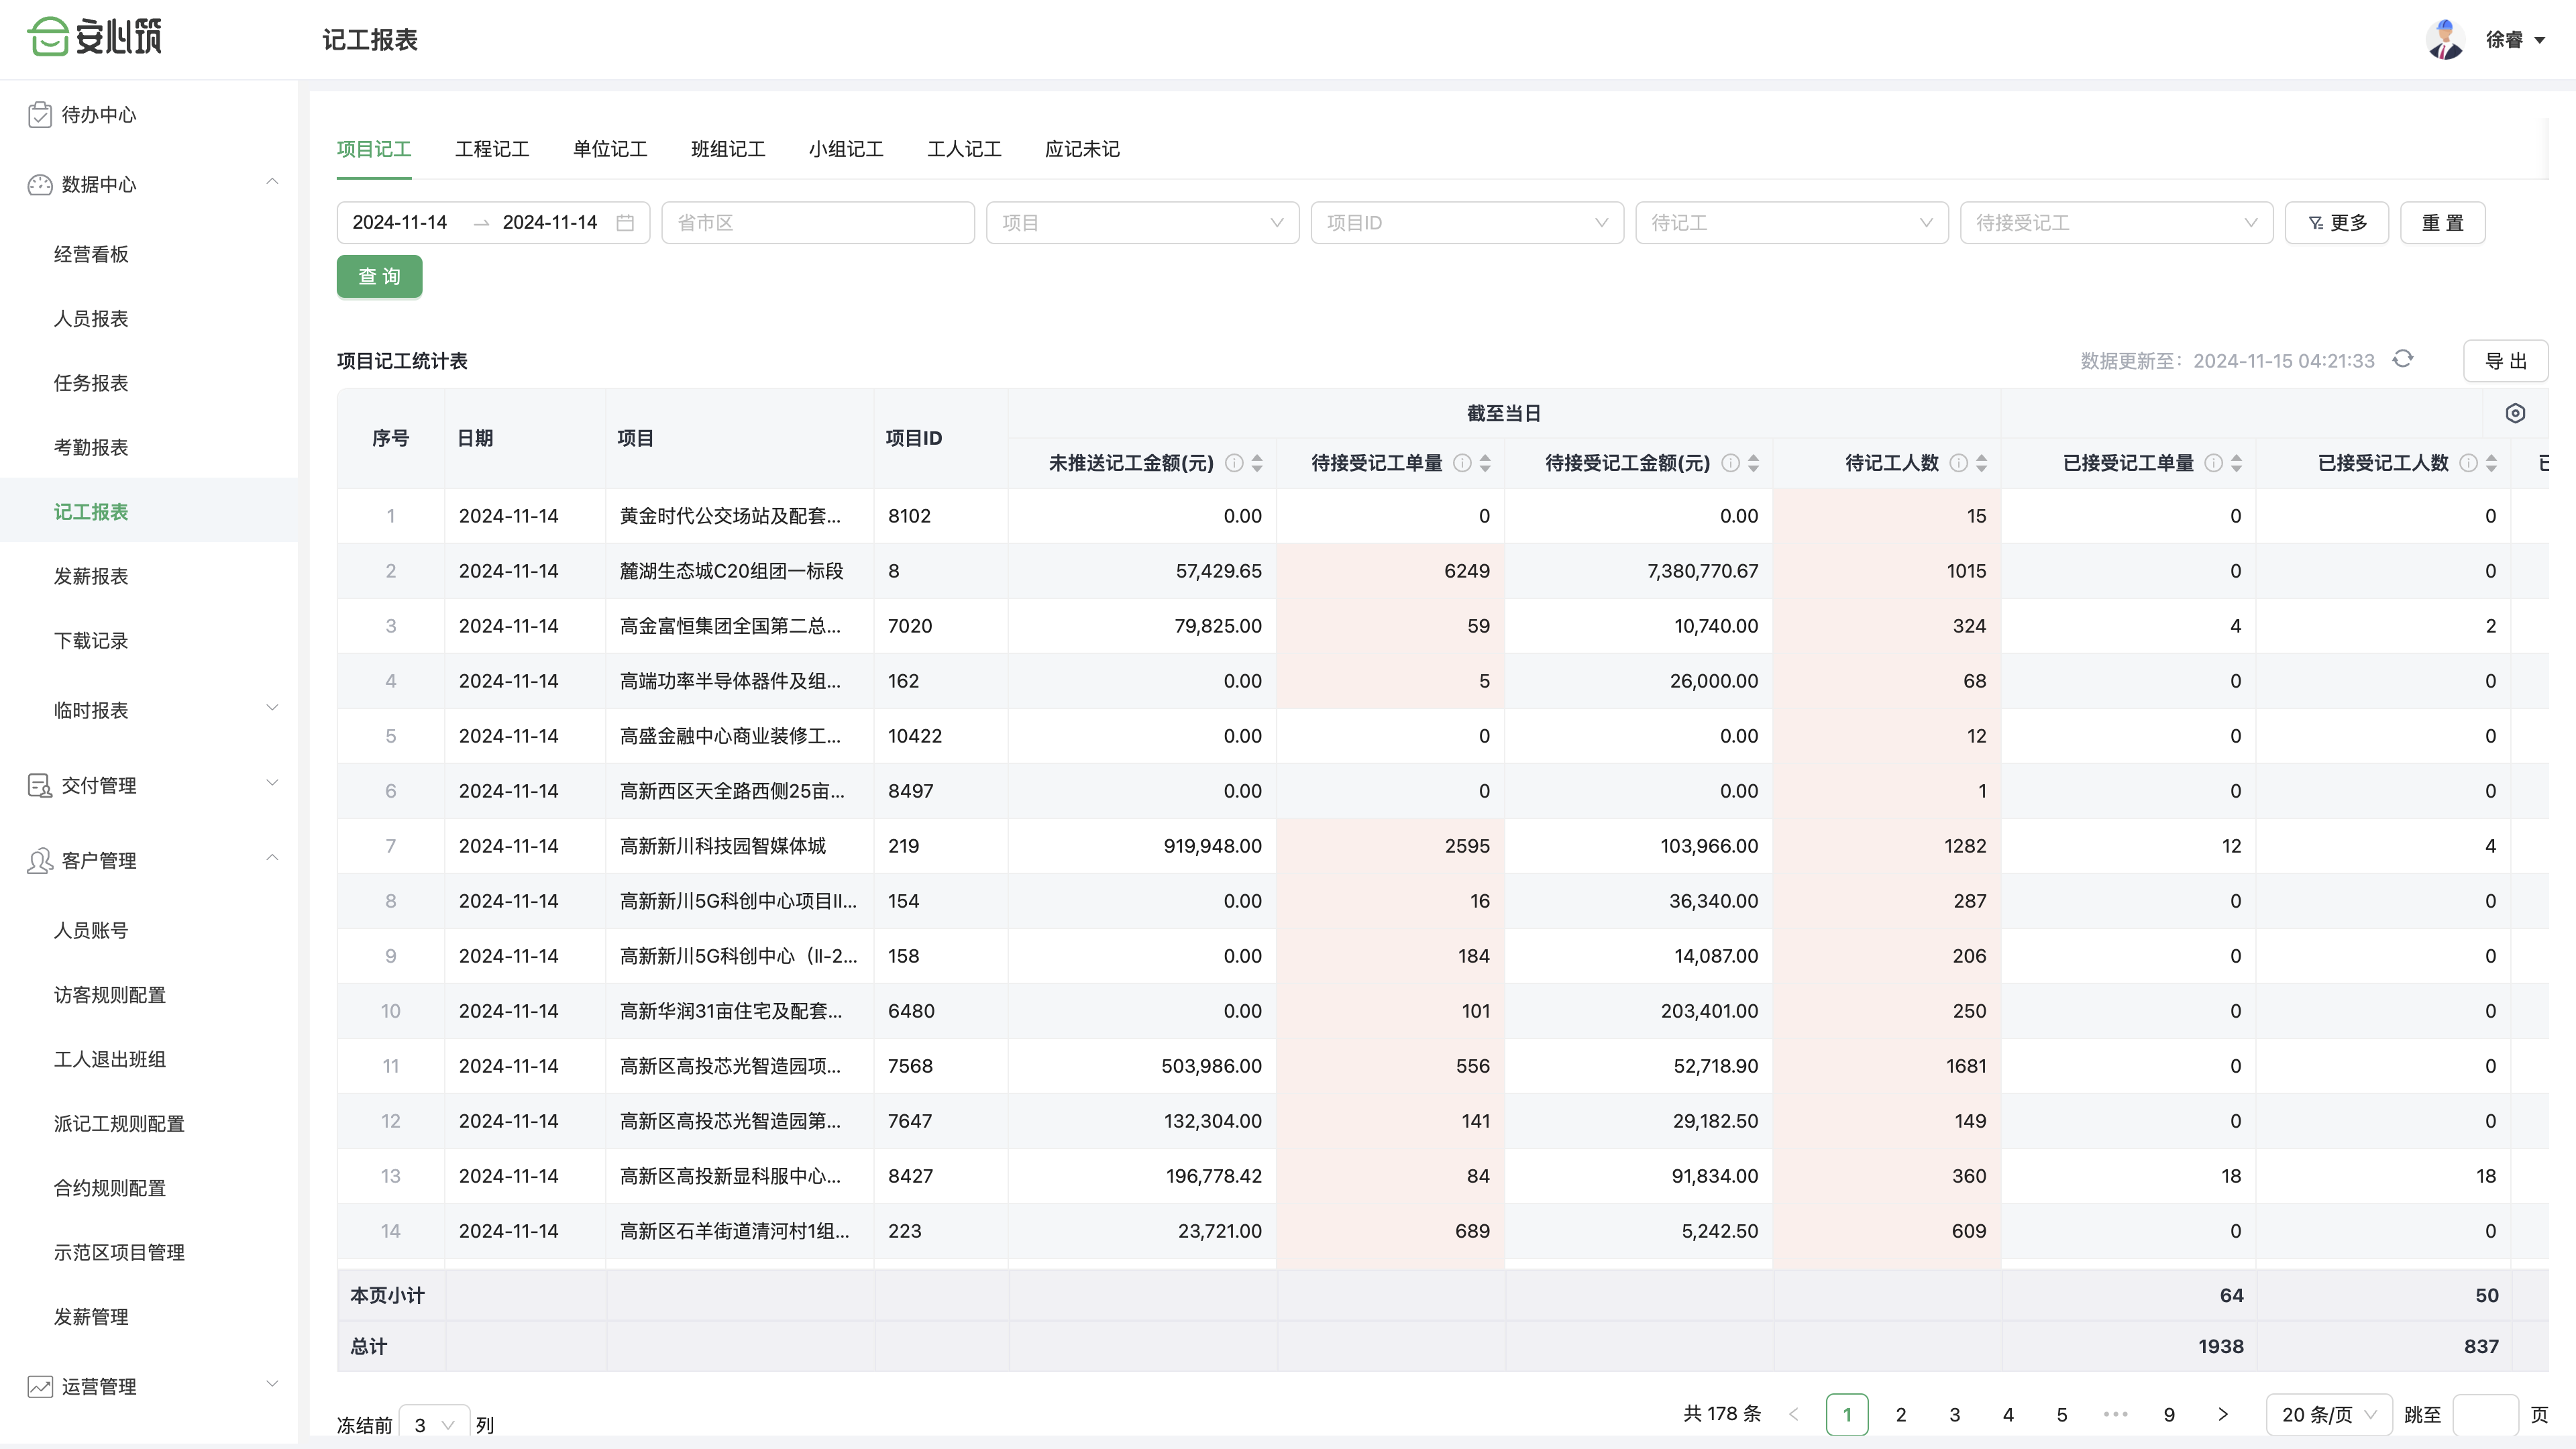 安心筑
记工报表
徐睿
待办中心
数据中心
经营看板
人员报表
任务报表
考勤报表
记工报表
发薪报表
下载记录
临时报表
交付管理
客户管理
人员账号
访客规则配置
工人退出班组
派记工规则配置
合约规则配置
示范区项目管理
发薪管理
运营管理
项目记工 工程记工 单位记工 班组记工 小组记工 工人记工 应记未记
2024-11-14 → 2024-11-14 省市区 项目 项目ID 待记工 待接受记工 更多 重 置
查 询
项目记工统计表 数据更新至: 2024-11-15 04:21:33 导 出
截至当日
序号 日期 项目 项目ID
未推送记工金额(元) 待接受记工单量 待接受记工金额(元) 待记工人数 已接受记工单量 已接受记工人数
1 2024-11-14 黄金时代公交场站及配套... 8102 0.00 0 0.00 15 0 0
2 2024-11-14 麓湖生态城C20组团一标段 8 57,429.65 6249 7,380,770.67 1015 0 0
3 2024-11-14 高金富恒集团全国第二总... 7020 79,825.00 59 10,740.00 324 4 2
4 2024-11-14 高端功率半导体器件及组... 162 0.00 5 26,000.00 68 0 0
5 2024-11-14 高盛金融中心商业装修工... 10422 0.00 0 0.00 12 0 0
6 2024-11-14 高新西区天全路西侧25亩... 8497 0.00 0 0.00 1 0 0
7 2024-11-14 高新新川科技园智媒体城 219 919,948.00 2595 103,966.00 1282 12 4
8 2024-11-14 高新新川5G科创中心项目II... 154 0.00 16 36,340.00 287 0 0
9 2024-11-14 高新新川5G科创中心（II-2... 158 0.00 184 14,087.00 206 0 0
10 2024-11-14 高新华润31亩住宅及配套... 6480 0.00 101 203,401.00 250 0 0
11 2024-11-14 高新区高投芯光智造园项... 7568 503,986.00 556 52,718.90 1681 0 0
12 2024-11-14 高新区高投芯光智造园第... 7647 132,304.00 141 29,182.50 149 0 0
13 2024-11-14 高新区高投新显科服中心... 8427 196,778.42 84 91,834.00 360 18 18
14 2024-11-14 高新区石羊街道清河村1组... 223 23,721.00 689 5,242.50 609 0 0
本页小计 64 50
总计 1938 837
冻结前 3 列 共 178 条 1 2 3 4 5 ••• 9 20 条/页 跳至 页